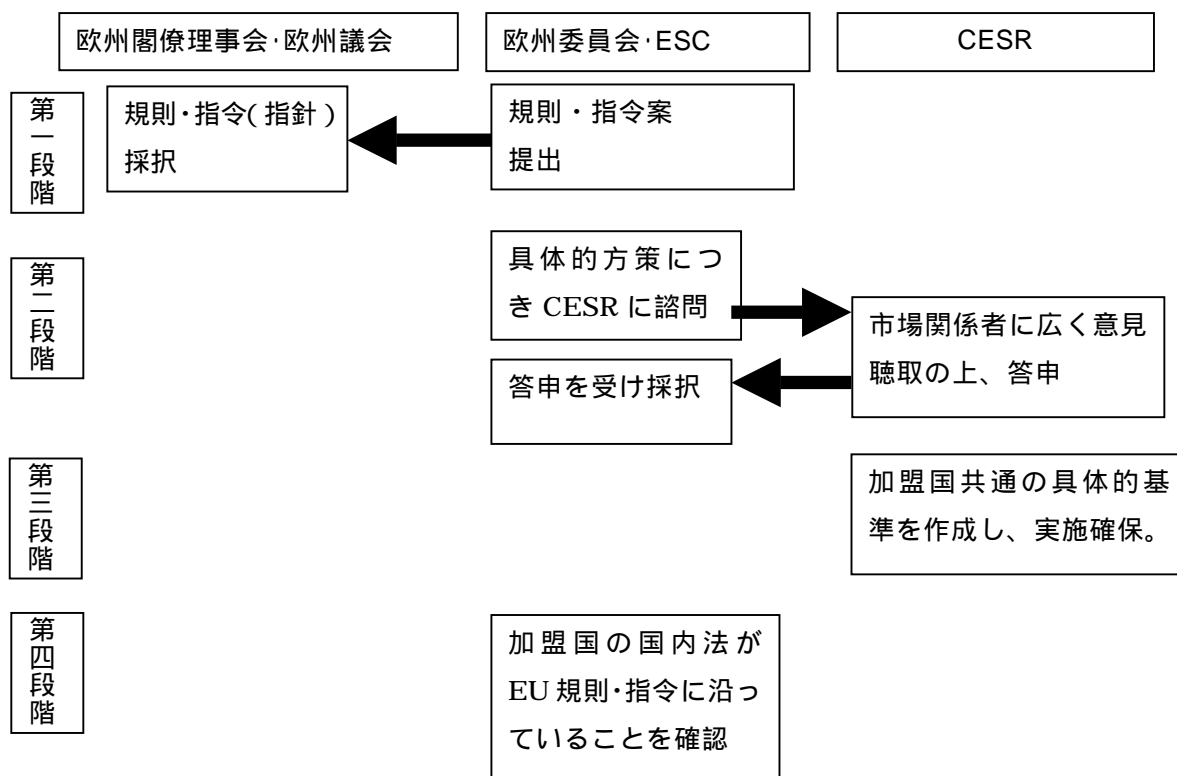 欧州閣僚理事会・欧州議会
欧州委員会・ESC
CESR
第一段階
規則・指令(指針)
採択
規則・指令案
提出
第二段階
具体的方策につ
き CESR に諮問
市場関係者に広く意見
聴取の上、答申
答申を受け採択
第三段階
加盟国共通の具体的基
準を作成し、実施確保。
第四段階
加盟国の国内法が
EU 規則・指令に沿っ
ていることを確認